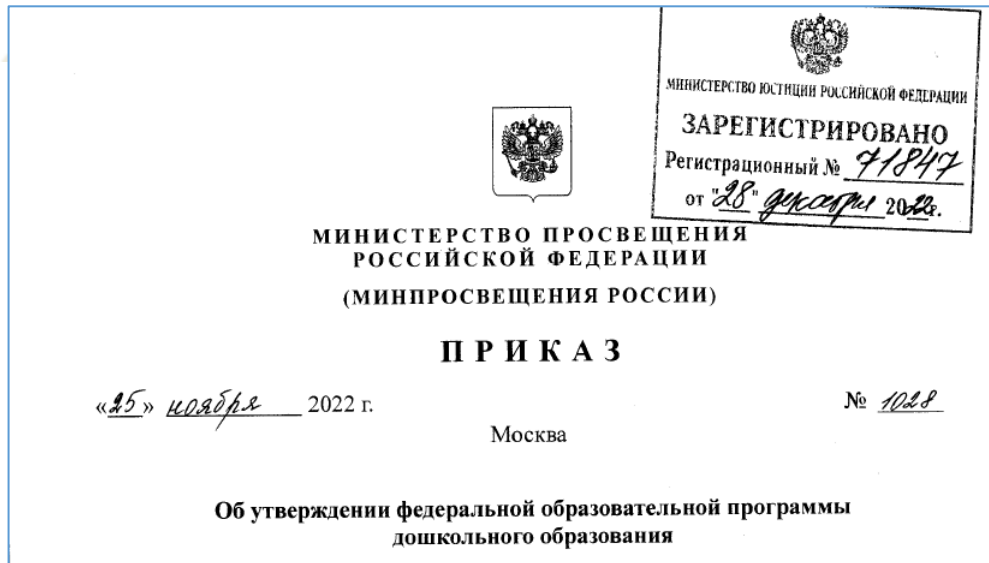 МИНИСТЕРСТВО ЮСТИЦИИ РОССИЙСКОЙ ФЕДЕРАЦИИ
ЗАРЕГИСТРИРОВАНО
Регистрационный № 71847
от "28" декабря 2022г.
МИНИСТЕРСТВО ПРОСВЕЩЕНИЯ
РОССИЙСКОЙ ФЕДЕРАЦИИ
(МИНПРОСВЕЩЕНИЯ РОССИИ)
ПРИКАЗ
«25» ноября 2022 г.
№ 1028
Москва
Об утверждении федеральной образовательной программы
дошкольного образования